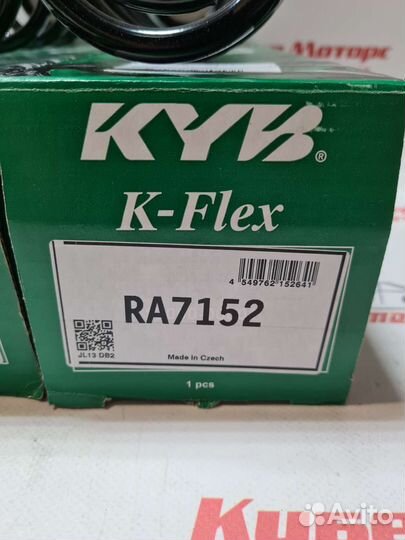 KYB®
K-Flex
4 549762 152641
RA7152
JL13 DB2
Made in Czech
1 pcs
Avito